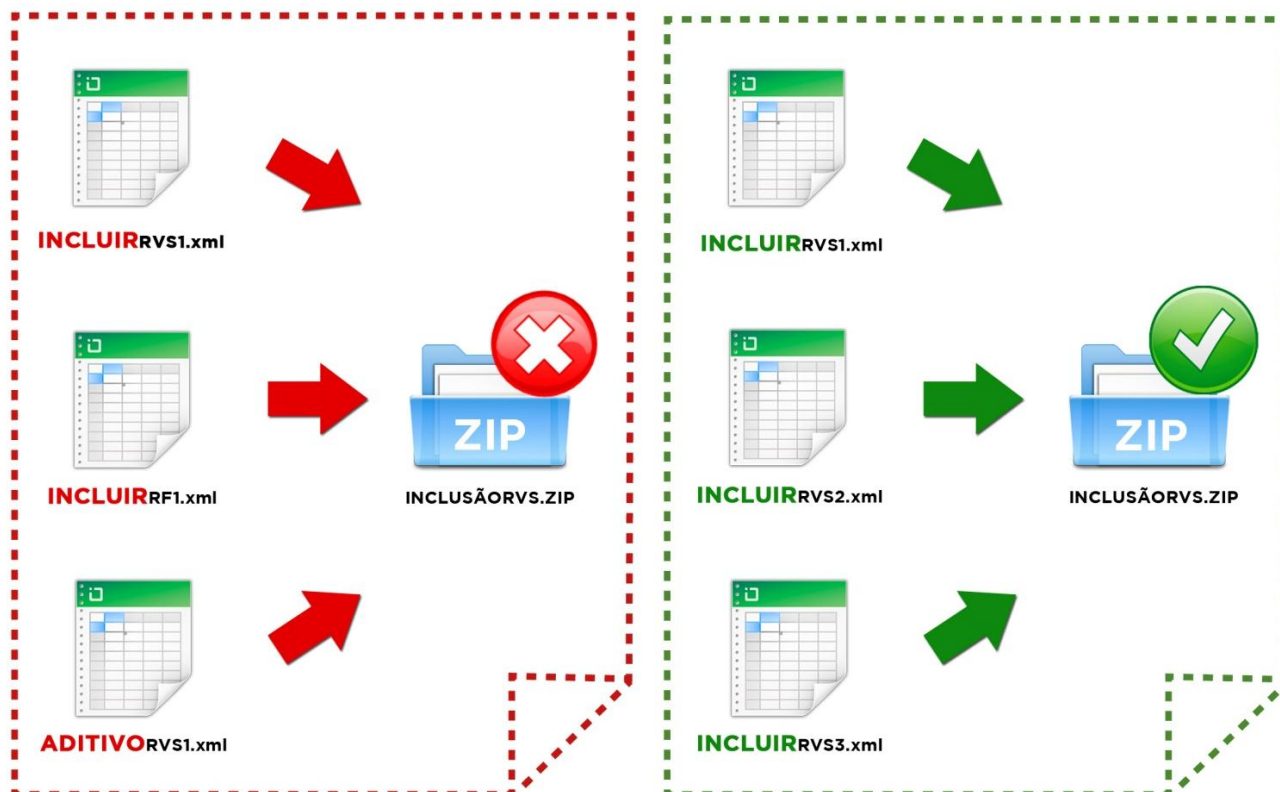 INCLUIRRVS1.xml
INCLUIRRF1.xml
ZIP
INCLUSÃORVS.ZIP
ADITIVORVS1.xml
INCLUIRRVS1.xml
INCLUIRRVS2.xml
ZIP
INCLUSÃORVS.ZIP
INCLUIRRVS3.xml